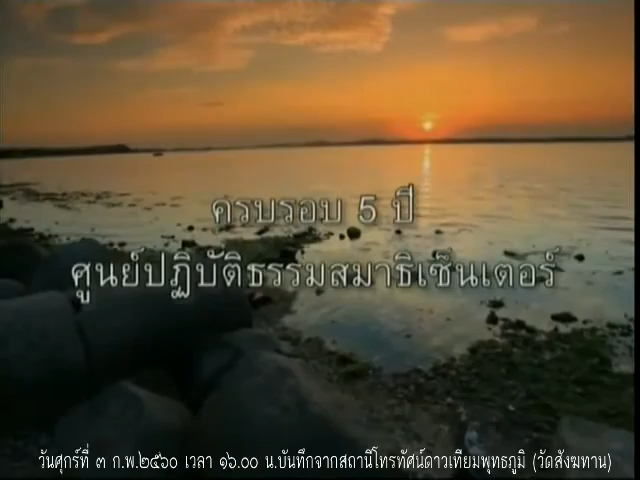 ครบรอบ 5 ปี
ศูนย์ปฏิบัติธรรมสมาธิเซ็นเตอร์
วันศุกร์ที่ ๓ ก.พ.๒๕๖๐ เวลา ๑๖.๐๐ น.บันทึกจากสถานีโทรทัศน์ดาวเทียมพุทธภูมิ (วัดสังฆทาน)